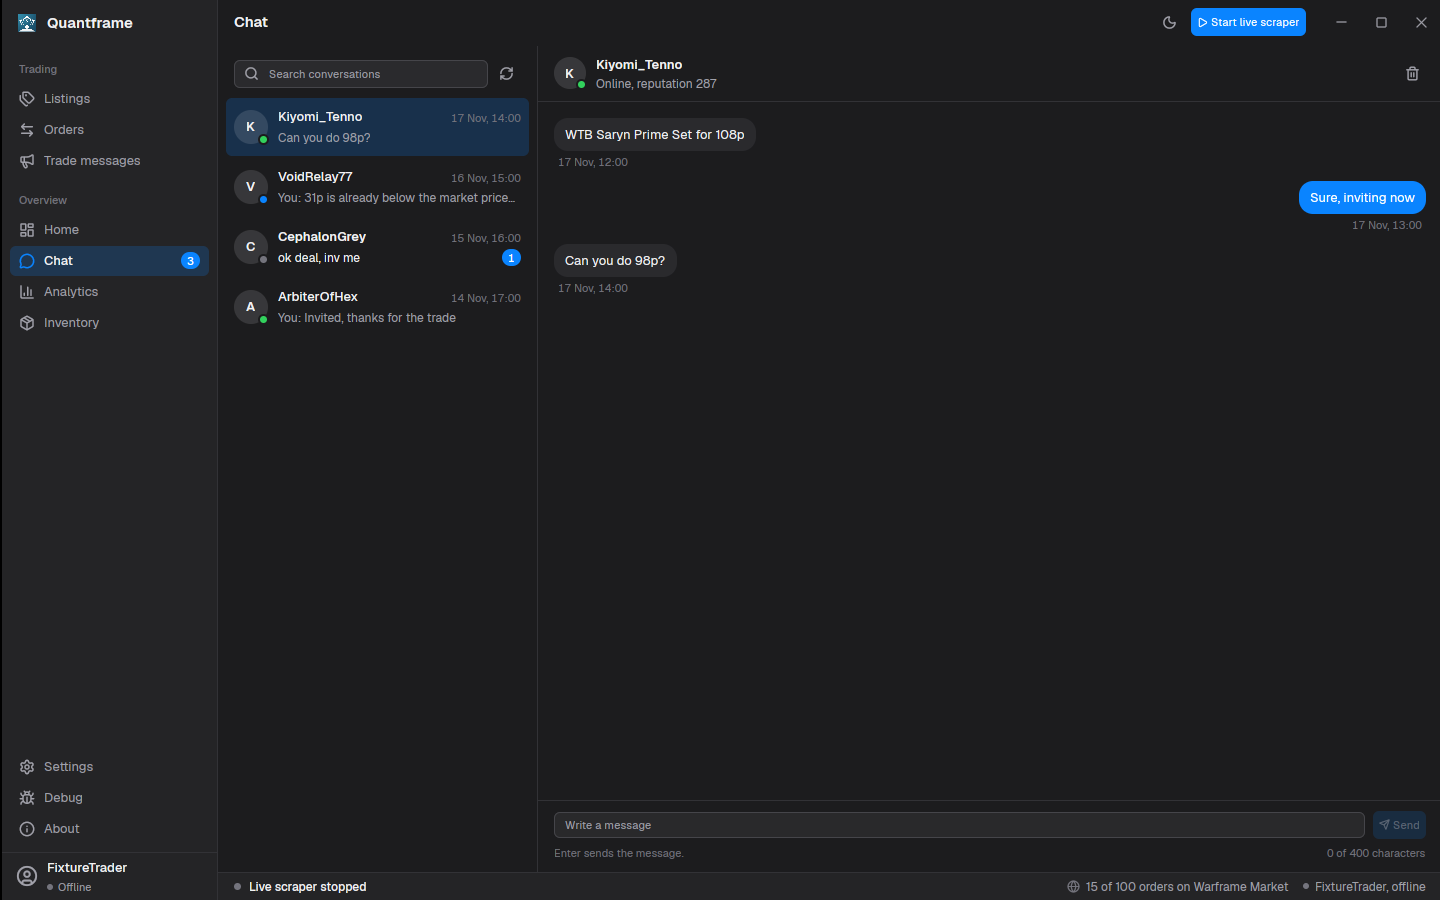 Quantframe
Trading
Listings
Orders
Trade messages
Overview
Home
Chat 3
Analytics
Inventory
Settings
Debug
About
FixtureTrader
Offline
Chat
Start live scraper
Search conversations
K Kiyomi_Tenno 17 Nov, 14:00
Can you do 98p?
V VoidRelay77 16 Nov, 15:00
You: 31p is already below the market price...
C CephalonGrey 15 Nov, 16:00
ok deal, inv me 1
A ArbiterOfHex 14 Nov, 17:00
You: Invited, thanks for the trade
K Kiyomi_Tenno
Online, reputation 287
WTB Saryn Prime Set for 108p
17 Nov, 12:00
Sure, inviting now
17 Nov, 13:00
Can you do 98p?
17 Nov, 14:00
Write a message
Send
Enter sends the message.
0 of 400 characters
Live scraper stopped
15 of 100 orders on Warframe Market
FixtureTrader, offline